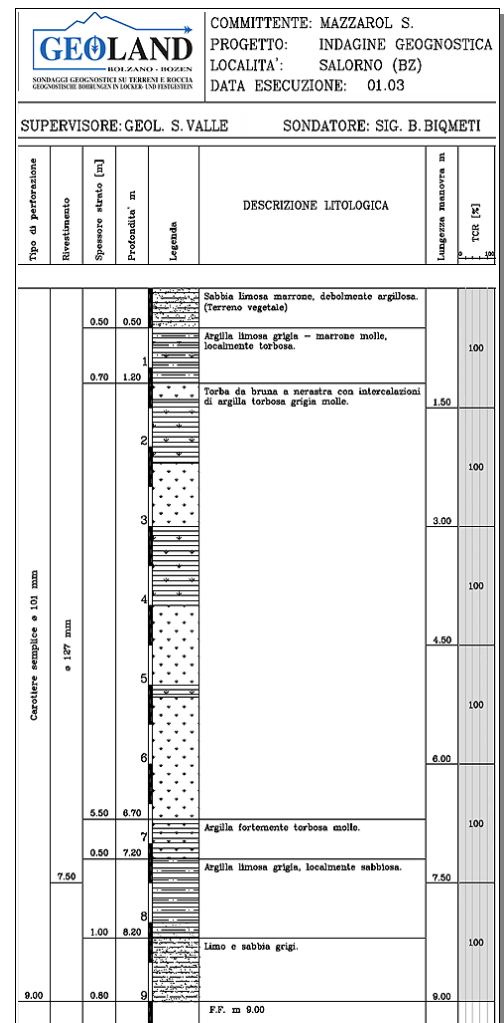 GEOLAND
BOLZANO - BOZEN
SONDAGGI GEOGNOSTICI SU TERRENI E ROCCIA
GEOGNOSTISCHE BOHRUNGEN IN LOCKER- UND FESTGESTEIN
COMMITTENTE: MAZZAROL S.
PROGETTO: INDAGINE GEOGNOSTICA
LOCALITA': SALORNO (BZ)
DATA ESECUZIONE: 01.03
SUPERVISORE: GEOL. S. VALLE SONDATORE: SIG. B. BIQMETI
Tipo di perforazione
Rivestimento
Spessore strato [m]
Profondita' m
Legenda
DESCRIZIONE LITOLOGICA
Lungezza manovra m
TCR [%]
0 100
Carotiere semplice ø 101 mm
ø 127 mm
Sabbia limosa marrone, debolmente argillosa.
(Terreno vegetale)
0.50 0.50
Argilla limosa grigia – marrone molle,
localmente torbosa.
100
1
0.70 1.20
Torba da bruna a nerastra con intercalazioni
di argilla torbosa grigia molle.
1.50
2
100
3
3.00
100
4
4.50
5
100
6
6.00
5.50 6.70
Argilla fortemente torbosa molle.
100
7
0.50 7.20
Argilla limosa grigia, localmente sabbiosa.
7.50
7.50
8
1.00 8.20
Limo e sabbia grigi.
100
9.00
0.80
9
9.00
F.F. m 9.00